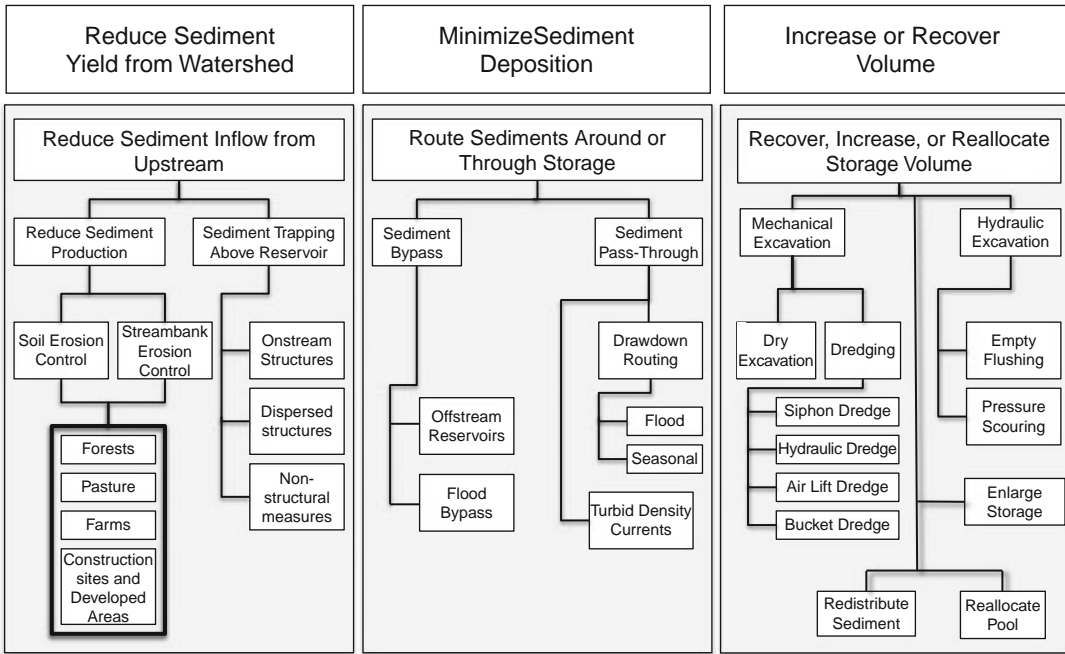 Reduce Sediment
Yield from Watershed
MinimizeSediment
Deposition
Increase or Recover
Volume
Reduce Sediment Inflow from
Upstream
Reduce Sediment
Production
Sediment Trapping
Above Reservoir
Soil Erosion
Control
Streambank
Erosion
Control
Onstream
Structures
Dispersed
structures
Non-
structural
measures
Forests
Pasture
Farms
Construction
sites and
Developed
Areas
Route Sediments Around or
Through Storage
Sediment
Bypass
Sediment
Pass-Through
Offstream
Reservoirs
Flood
Bypass
Drawdown
Routing
Flood
Seasonal
Turbid Density
Currents
Recover, Increase, or Reallocate
Storage Volume
Mechanical
Excavation
Hydraulic
Excavation
Dry
Excavation
Dredging
Siphon Dredge
Hydraulic Dredge
Air Lift Dredge
Bucket Dredge
Empty
Flushing
Pressure
Scouring
Enlarge
Storage
Redistribute
Sediment
Reallocate
Pool